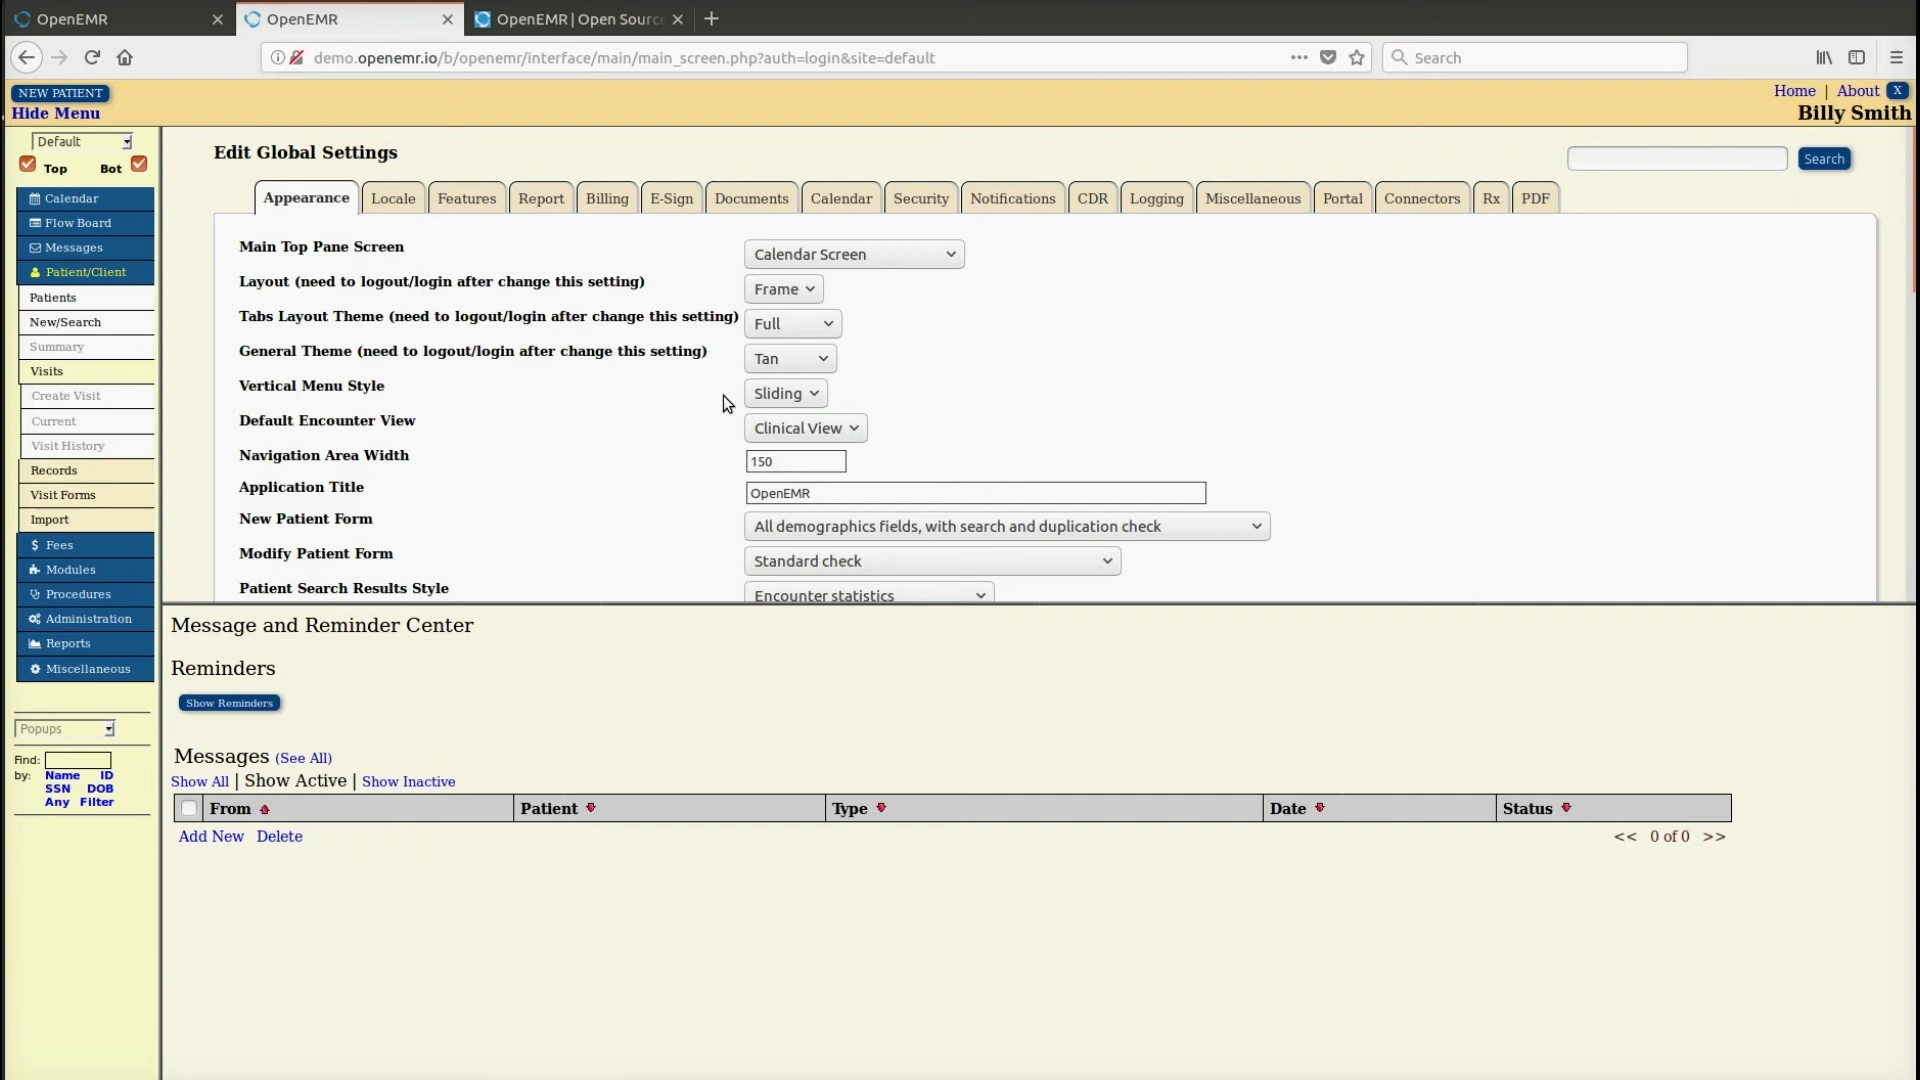 OpenEMR
OpenEMR
OpenEMR | Open Source
demo.openemr.io/b/openemr/interface/main/main_screen.php?auth=login&site=default
Search
NEW PATIENT
Hide Menu
Home | About X
Billy Smith
Default
Top Bot
Calendar
Flow Board
Messages
Patient/Client
Patients
New/Search
Summary
Visits
Create Visit
Current
Visit History
Records
Visit Forms
Import
Fees
Modules
Procedures
Administration
Reports
Miscellaneous
Popups
Find:
by: Name ID
SSN DOB
Any Filter
Edit Global Settings
Search
Appearance Locale Features Report Billing E-Sign Documents Calendar Security Notifications CDR Logging Miscellaneous Portal Connectors Rx PDF
Main Top Pane Screen Calendar Screen
Layout (need to logout/login after change this setting) Frame
Tabs Layout Theme (need to logout/login after change this setting) Full
General Theme (need to logout/login after change this setting) Tan
Vertical Menu Style Sliding
Default Encounter View Clinical View
Navigation Area Width 150
Application Title OpenEMR
New Patient Form All demographics fields, with search and duplication check
Modify Patient Form Standard check
Patient Search Results Style Encounter statistics
Message and Reminder Center
Reminders
Show Reminders
Messages (See All)
Show All | Show Active | Show Inactive
From Patient Type Date Status
Add New Delete << 0 of 0 >>